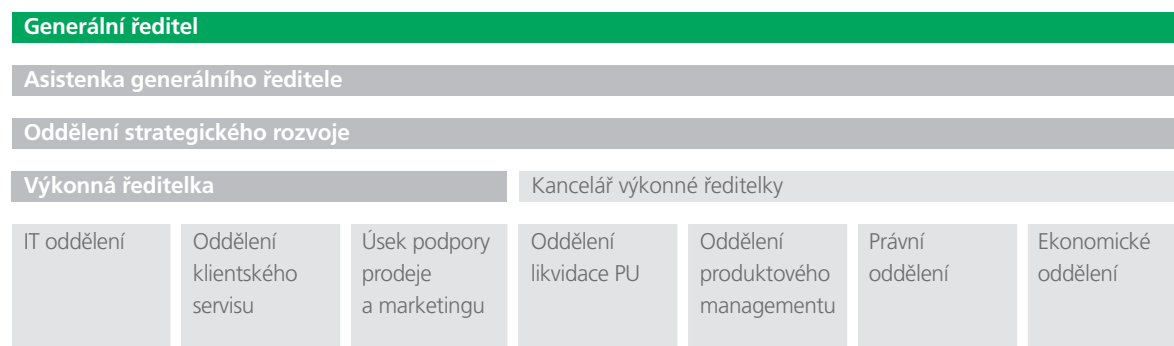 Generální ředitel
Asistenka generálního ředitele
Oddělení strategického rozvoje
Výkonná ředitelka
Kancelář výkonné ředitelky
IT oddělení
Oddělení
klientského
servisu
Úsek podpory
prodeje
a marketingu
Oddělení
likvidace PU
Oddělení
produktového
managementu
Právní
oddělení
Ekonomické
oddělení